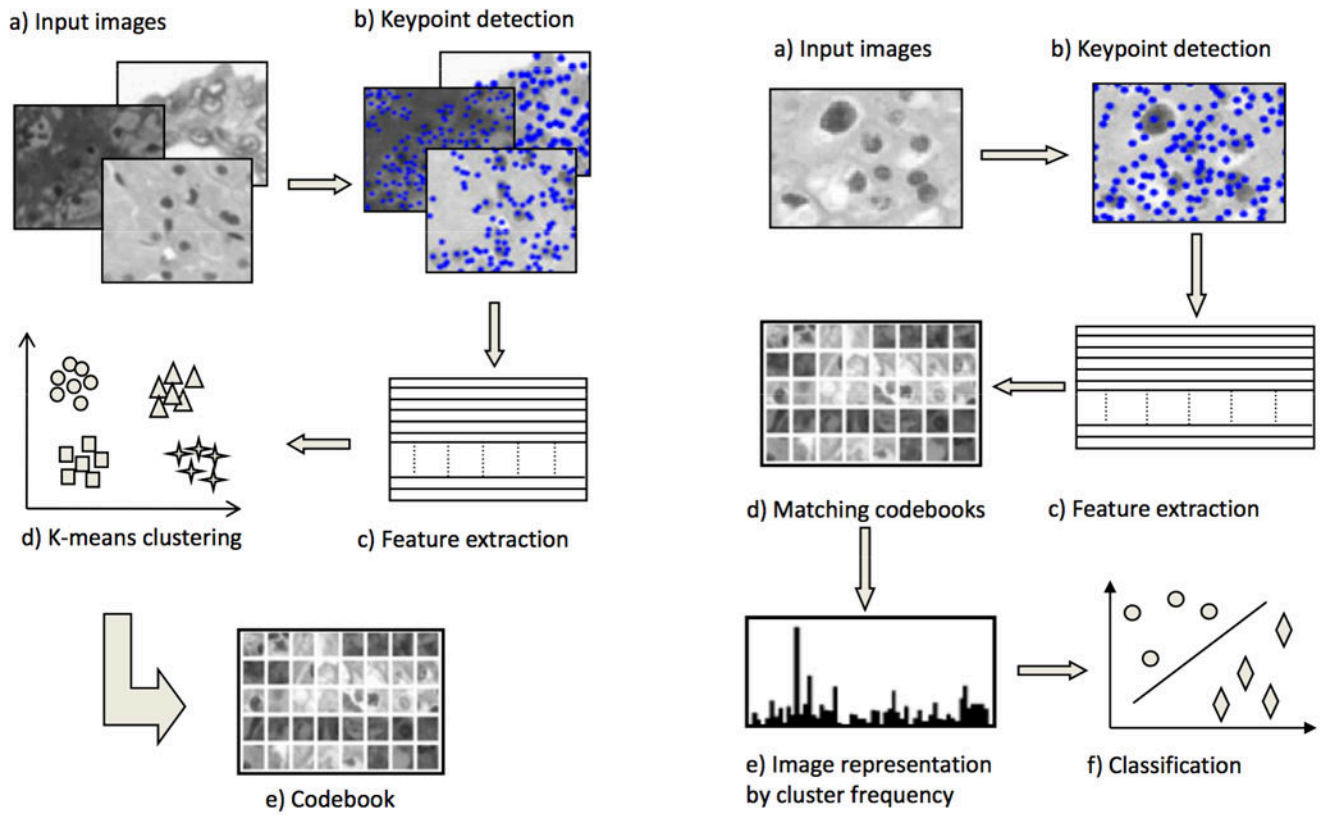 a) Input images
b) Keypoint detection
c) Feature extraction
d) K-means clustering
e) Codebook
a) Input images
b) Keypoint detection
c) Feature extraction
d) Matching codebooks
e) Image representation
by cluster frequency
f) Classification